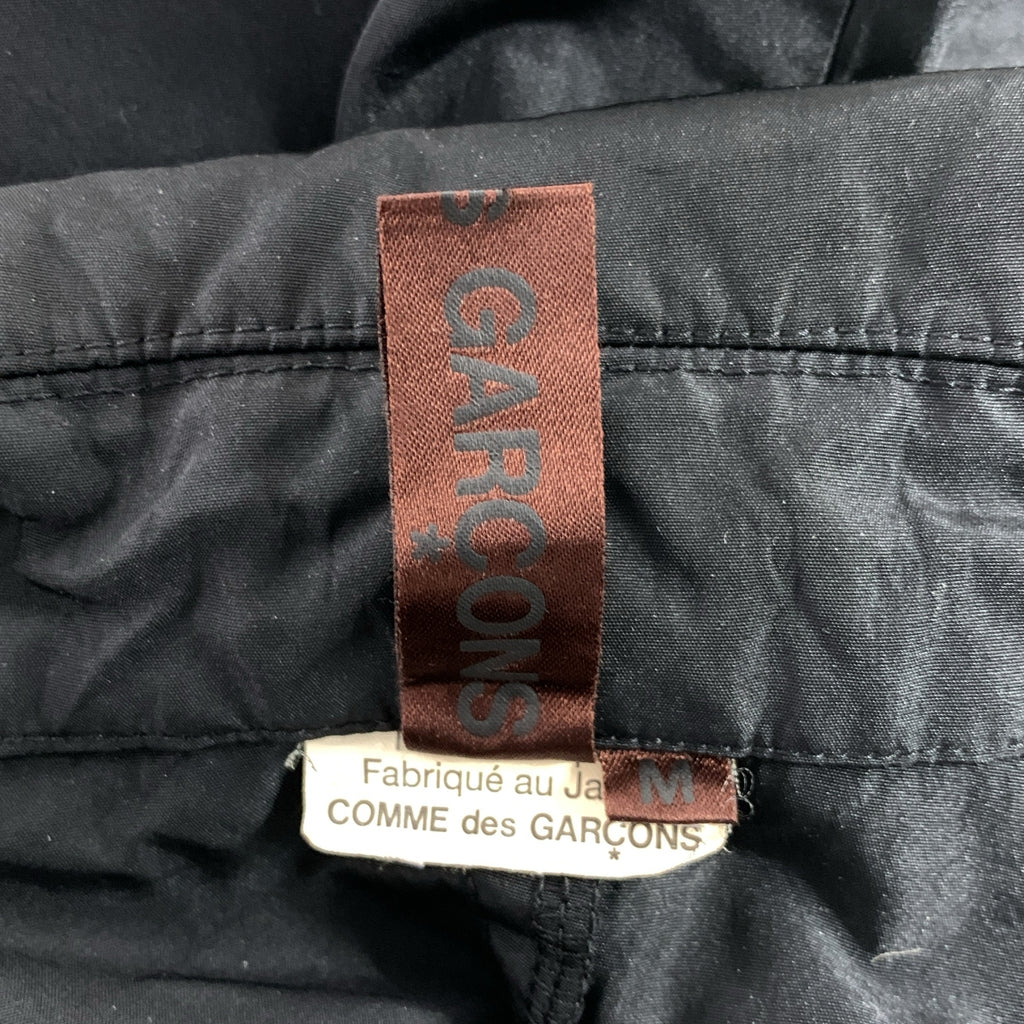 S GARÇONS
*
M
Fabriqué au Ja
COMME des GARÇONS
*